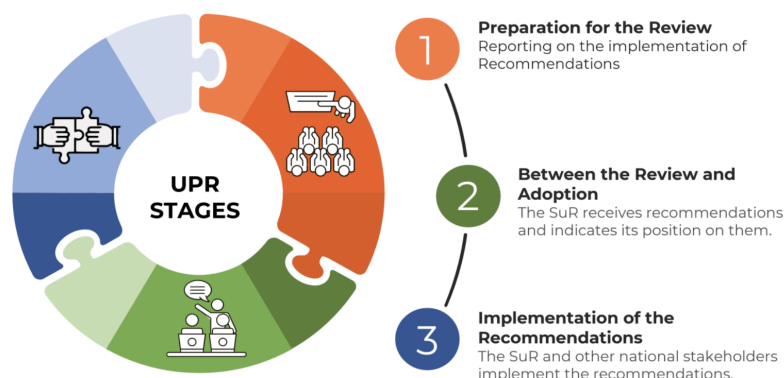 UPR
STAGES
1
Preparation for the Review
Reporting on the implementation of
Recommendations
2
Between the Review and
Adoption
The SuR receives recommendations
and indicates its position on them.
3
Implementation of the
Recommendations
The SuR and other national stakeholders
implement the recommendations.